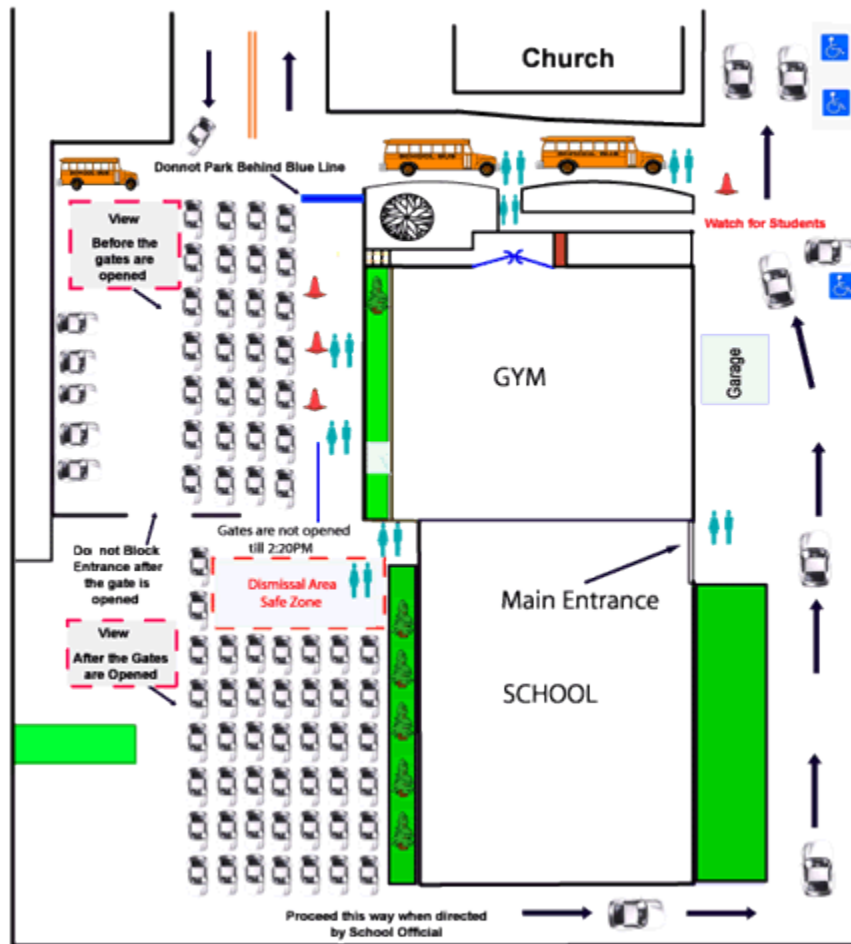 Church
SCHOOL BUS
Donnot Park Behind Blue Line
View
Before the
gates are
opened
Watch for Students
GYM
Garage
Gates are not opened
till 2:20PM
Do not Block
Entrance after
the gate is
opened
Dismissal Area
Safe Zone
Main Entrance
View
After the Gates
are Opened
SCHOOL
Proceed this way when directed
by School Official